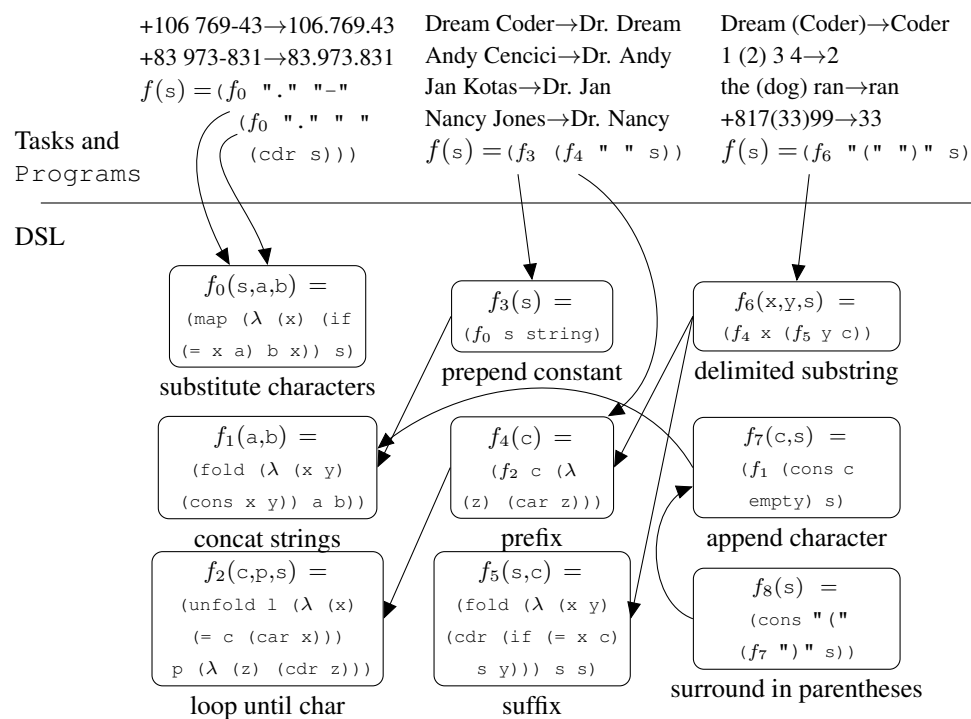 +106 769-43→106.769.43
+83 973-831→83.973.831
f(s) =(f0 "." "-"
(f0 "." " "
(cdr s)))
Dream Coder→Dr. Dream
Andy Cencici→Dr. Andy
Jan Kotas→Dr. Jan
Nancy Jones→Dr. Nancy
f(s) =(f3 (f4 " " s))
Dream (Coder)→Coder
1 (2) 3 4→2
the (dog) ran→ran
+817(33)99→33
f(s) =(f6 "(" ")" s)
Tasks and
Programs
DSL
f0(s,a,b) =
(map (λ (x) (if
(= x a) b x)) s)
substitute characters
f3(s) =
(f0 s string)
prepend constant
f6(x,y,s) =
(f4 x (f5 y c))
delimited substring
f1(a,b) =
(fold (λ (x y)
(cons x y)) a b))
concat strings
f4(c) =
(f2 c (λ
(z) (car z)))
prefix
f7(c,s) =
(f1 (cons c
empty) s)
append character
f2(c,p,s) =
(unfold l (λ (x)
(= c (car x)))
p (λ (z) (cdr z)))
loop until char
f5(s,c) =
(fold (λ (x y)
(cdr (if (= x c)
s y))) s s)
suffix
f8(s) =
(cons "("
(f7 ")" s))
surround in parentheses